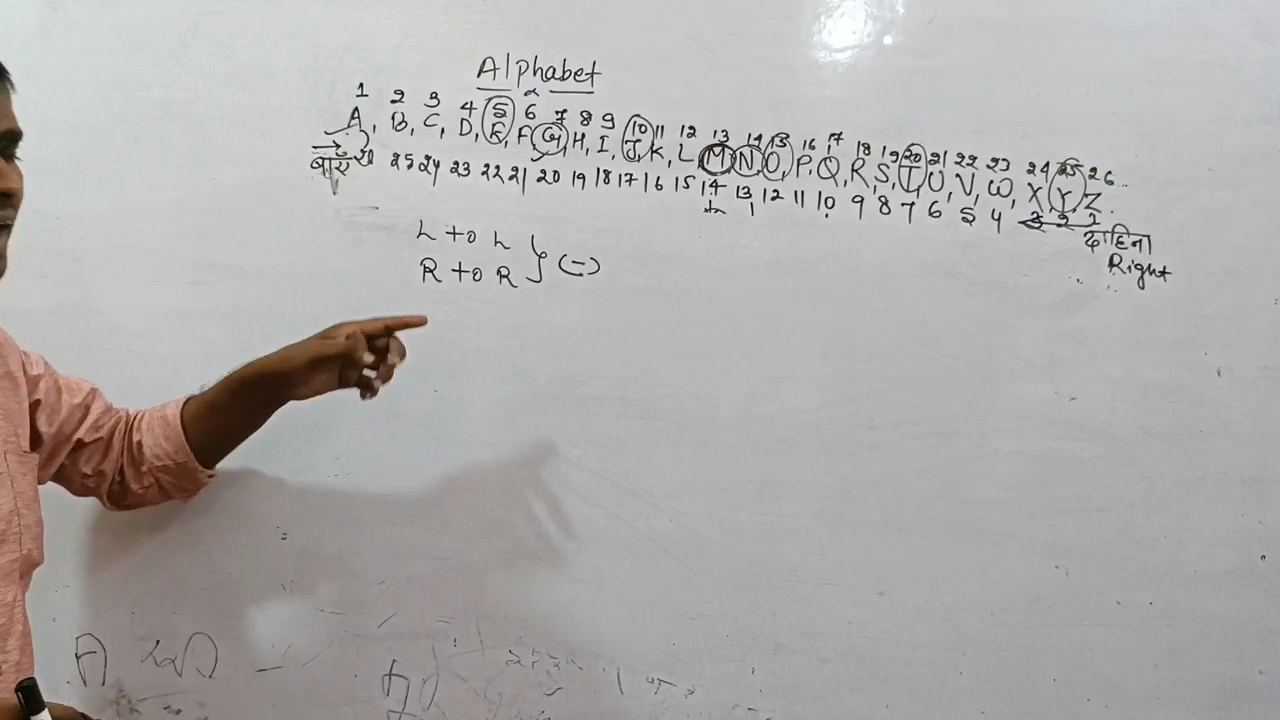 Alphabet
1 2 3 4 5 6 7 8 9 10 11 12 13 14 15 16 17 18 19 20 21 22 23 24 25 26
A, B, C, D, E, F, G, H, I, J, K, L, M, N, O, P, Q, R, S, T, U, V, W, X, Y, Z
25 24 23 22 21 20 19 18 17 16 15 14 13 12 11 10 9 8 7 6 5 4 3 2 1
बाएँ दाहिना
Right
L to L
R to R } (-)